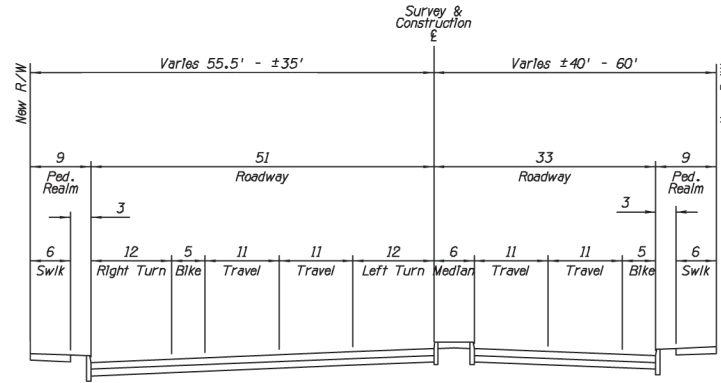 Survey &
Construction
℄
Varies 55.5' - ±35'
Varies ±40' - 60'
New R/W
9
51
33
9
Ped.
Realm
Roadway
Roadway
Ped.
Realm
3
3
6
12
5
11
11
12
6
11
11
5
6
Swlk
Right Turn
Bike
Travel
Travel
Left Turn
Median
Travel
Travel
Bike
Swlk